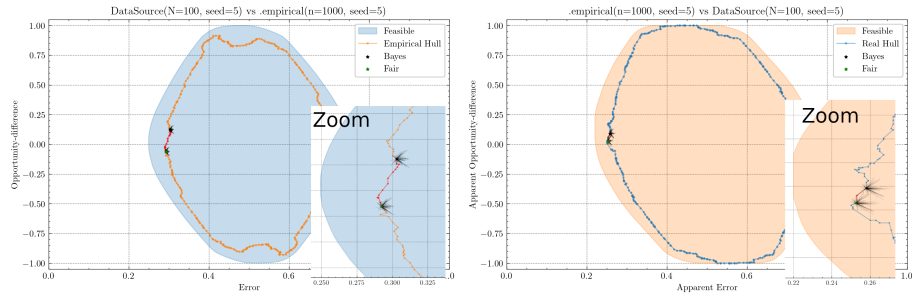 DataSource(N=100, seed=5) vs .empirical(n=1000, seed=5)
1.00
0.75
0.50
0.25
0.00
−0.25
−0.50
−0.75
−1.00
Opportunity-difference
Feasible
Empirical Hull
Bayes
Fair
Zoom
0.250
0.275
0.300
0.325
0.0
0.2
0.4
0.6
1.0
Error
.empirical(n=1000, seed=5) vs DataSource(N=100, seed=5)
1.00
0.75
0.50
0.25
0.00
−0.25
−0.50
−0.75
−1.00
Apparent Opportunity-difference
Feasible
Real Hull
Bayes
Fair
Zoom
0.22
0.24
0.26
0.0
0.2
0.4
0.6
1.0
Apparent Error